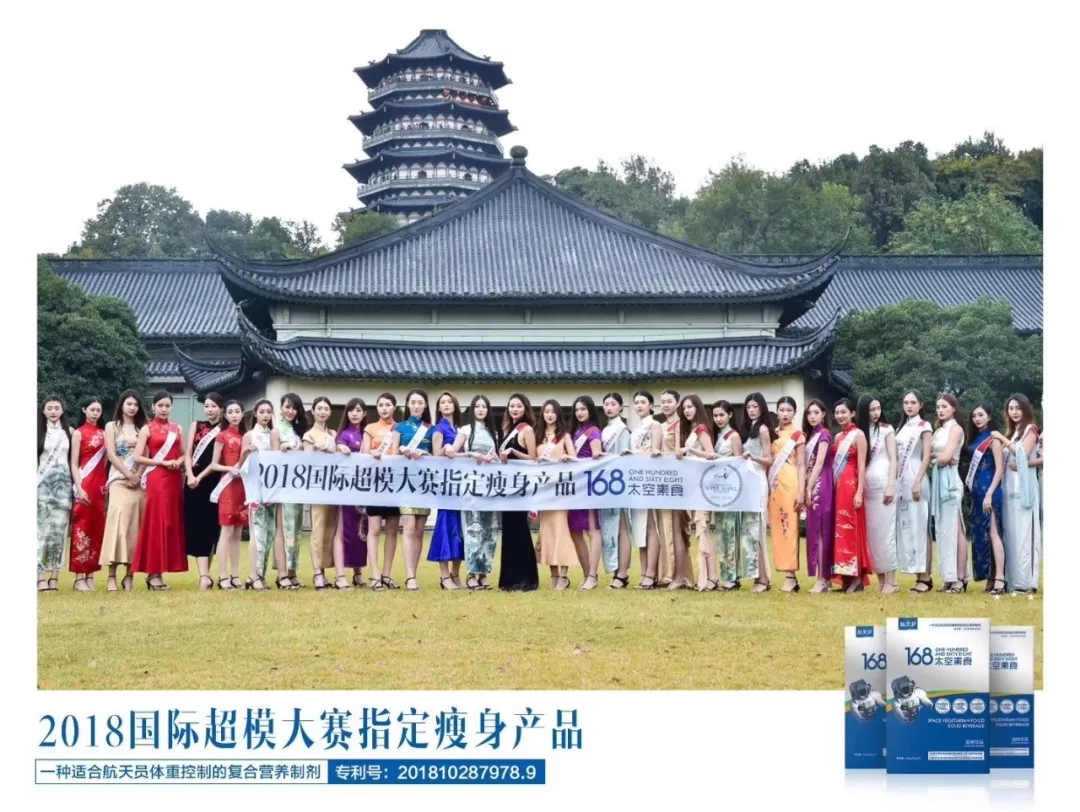 2018国际超模大赛指定瘦身产品 168 ONE HUNDRED AND SIXTY EIGHT 太空素食
168 ONE HUNDRED AND SIXTY EIGHT 太空素食
SPACE VEGETARIAN FOOD
SOLID BEVERAGE
168
2018国际超模大赛指定瘦身产品
一种适合航天员体重控制的复合营养制剂 专利号：201810287978.9